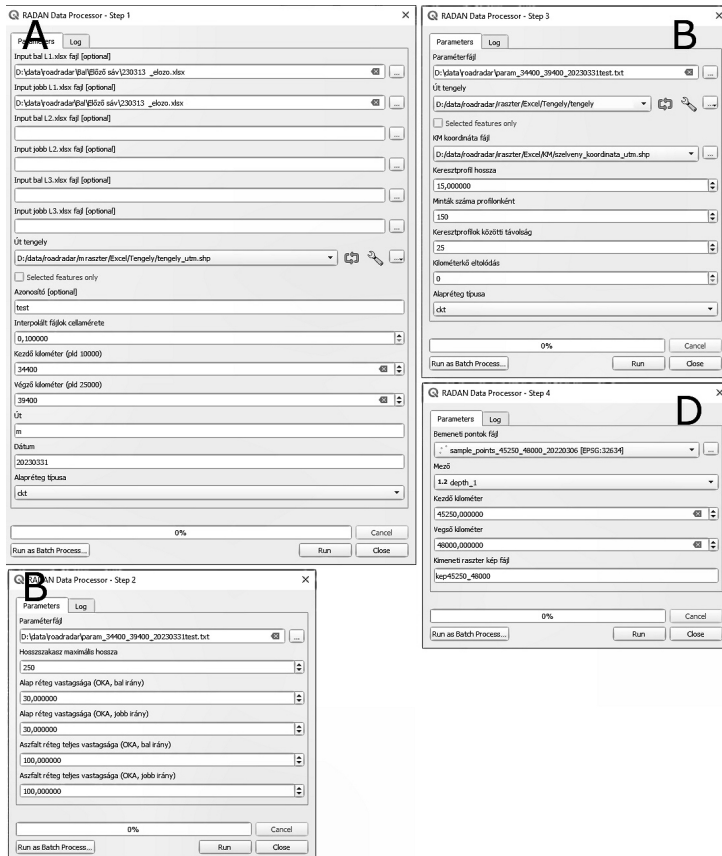 RADAN Data Processor - Step 1
A
Parameters
Log
Input bal L1.xlsx fajl [optional]
D:\data\roadradar\Bal\Előző sáv\230313 _elozo.xlsx
Input jobb L1.xlsx fajl [optional]
D:\data\roadradar\Bal\Előző sáv\230313 _elozo.xlsx
Input bal L2.xlsx fajl [optional]
Input jobb L2.xlsx fajl [optional]
Input bal L3.xlsx fajl [optional]
Input jobb L3.xlsx fajl [optional]
Út tengely
D:/data/roadradar/mraszter/Excel/Tengely/tengely_utm.shp
Selected features only
Azonosító [optional]
test
Interpolált fájlok cellamérete
0,100000
Kezdő kilométer (pld 10000)
34400
Végző kilométer (pld 25000)
39400
Út
m
Dátum
20230331
Alapréteg típusa
ckt
0%
Cancel
Run as Batch Process...
Run
Close
RADAN Data Processor - Step 2
B
Parameters
Log
Paraméterfájl
D:\data\roadradar\param_34400_39400_20230331test.txt
Hosszszakasz maximális hossza
250
Alap réteg vastagsága (OKA, bal irány)
30,000000
Alap réteg vastagsága (OKA, jobb irány)
30,000000
Aszfalt réteg teljes vastagsága (OKA, bal irány)
100,000000
Aszfalt réteg teljes vastagsága (OKA, jobb irány)
100,000000
0%
Cancel
Run as Batch Process...
Run
Close
RADAN Data Processor - Step 3
B
Parameters
Log
Paraméterfájl
D:\data\roadradar\param_34400_39400_20230331test.txt
Út tengely
D:/data/roadradar/raszter/Excel/Tengely/tengely
Selected features only
KM koordináta fájl
D:/data/roadradar/raszter/Excel/KM/szelveny_koordinata_utm.shp
Keresztprofil hossza
15,000000
Minták száma profilonként
150
Keresztprofilok közötti távolság
25
Kilométerkő eltolódás
0
Alapréteg típusa
ckt
0%
Cancel
Run as Batch Process...
Run
Close
RADAN Data Processor - Step 4
D
Parameters
Log
Bemeneti pontok fájl
sample_points_45250_48000_20220306 [EPSG:32634]
Mező
1.2 depth_1
Kezdő kilométer
45250,000000
Vegső kilométer
48000,000000
Kimeneti raszter kép fájl
kep45250_48000
0%
Cancel
Run as Batch Process...
Run
Close